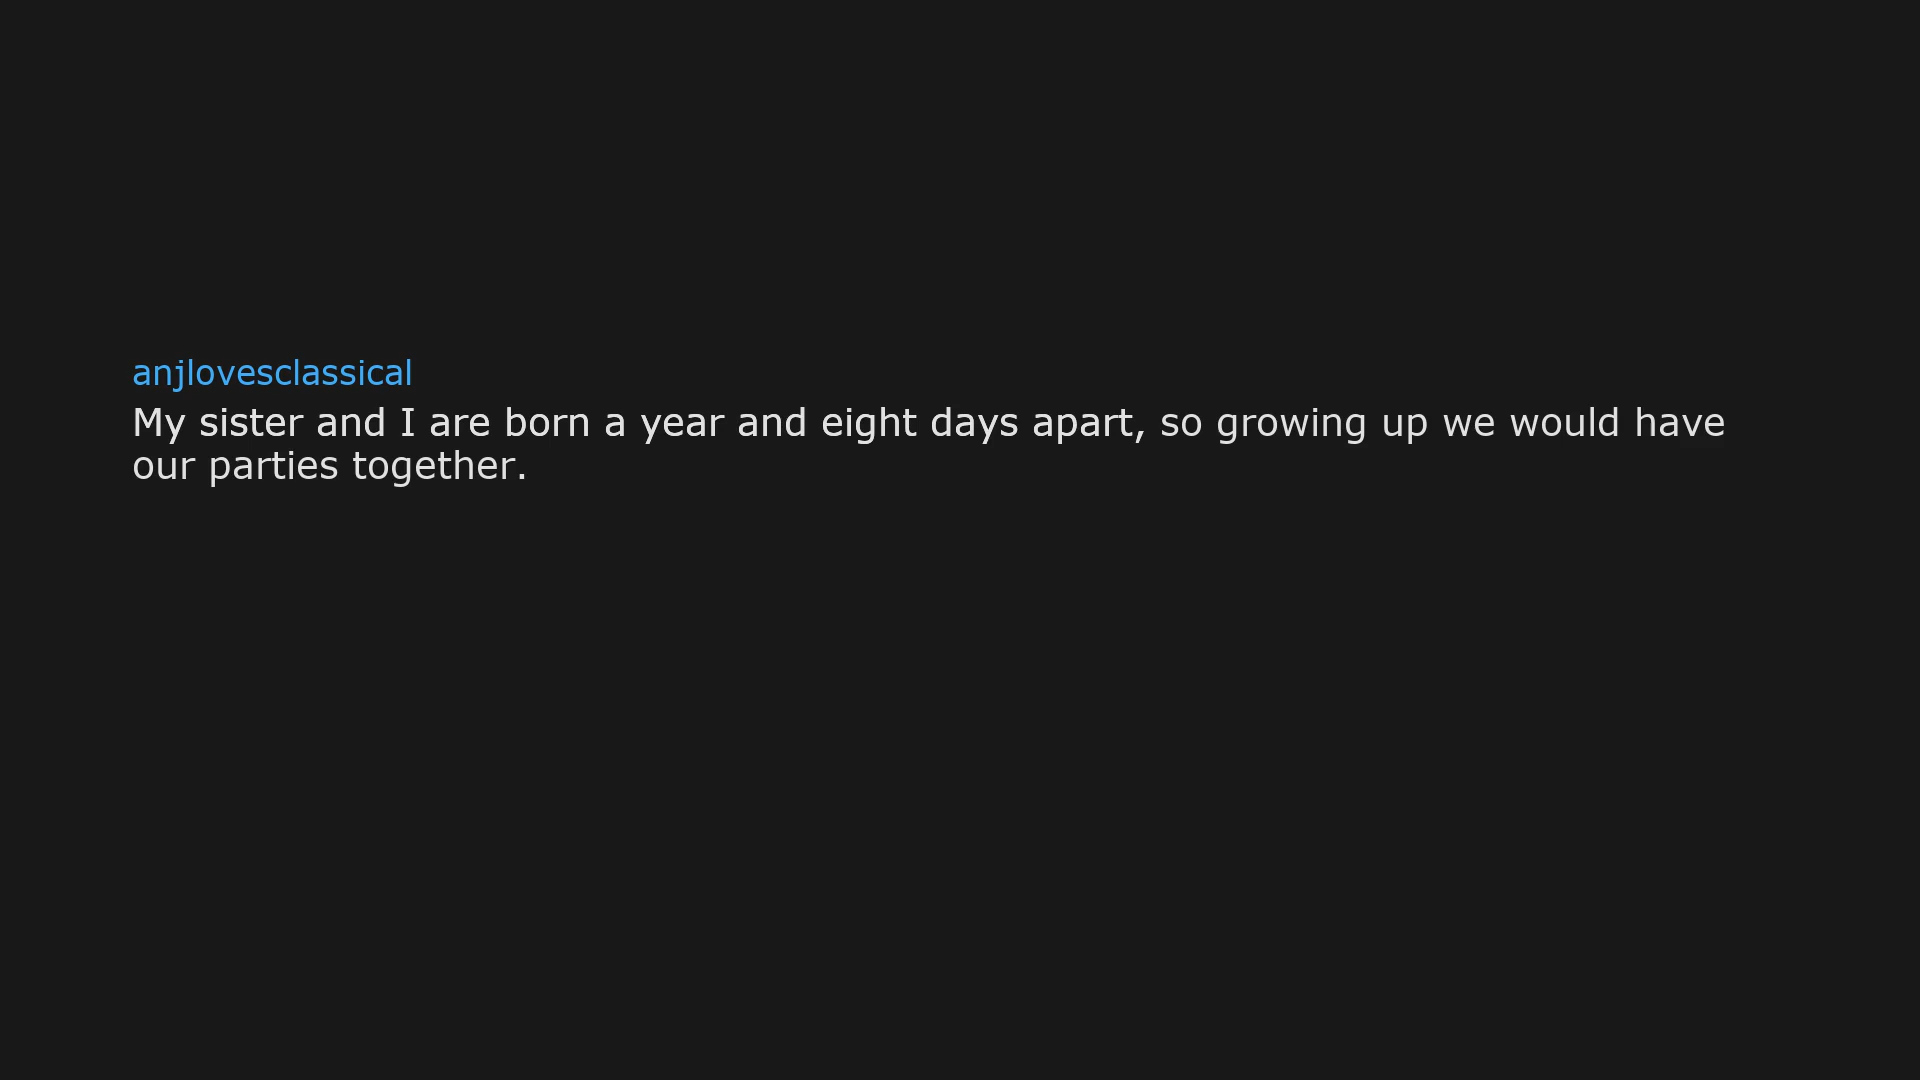 anjlovesclassical
My sister and I are born a year and eight days apart, so growing up we would have
our parties together.